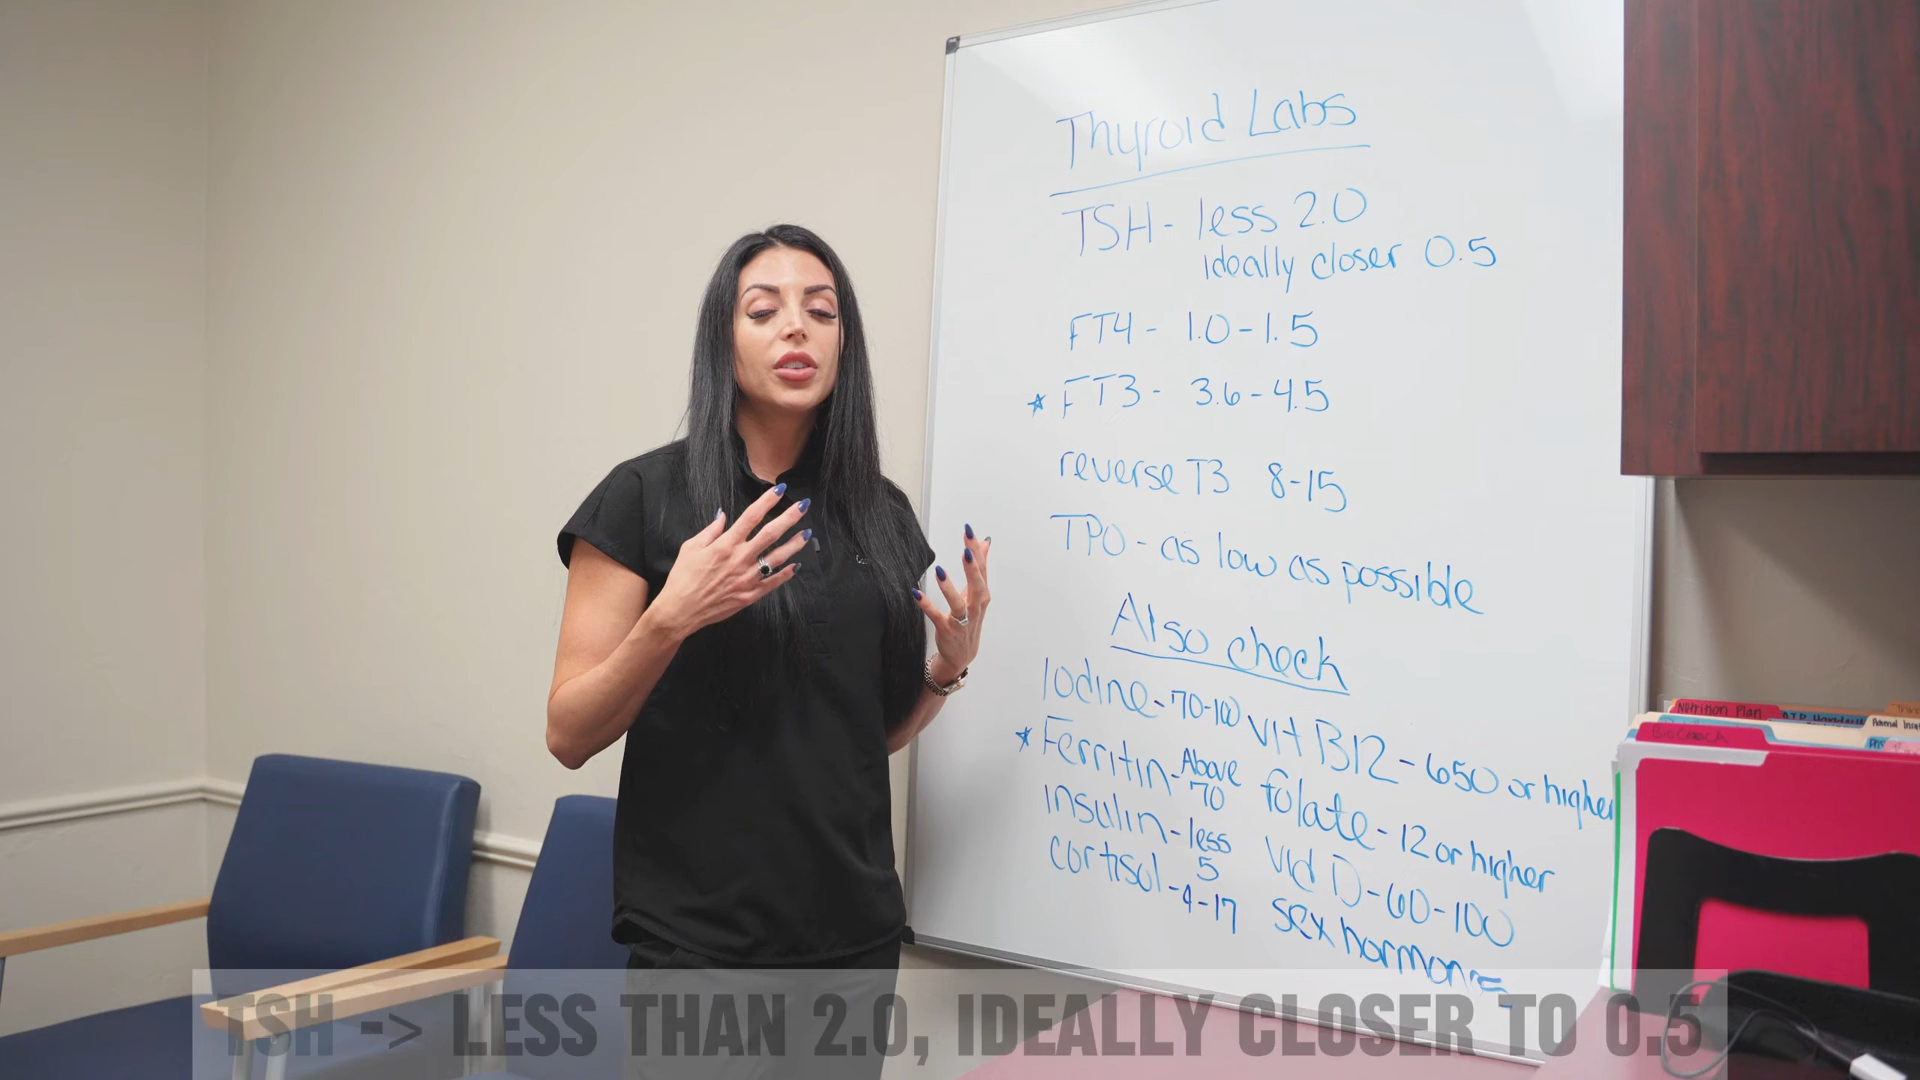 Thyroid Labs
TSH - less 2.0
ideally closer 0.5
FT4 - 1.0-1.5
* FT3 - 3.6-4.5
reverse T3 8-15
TPO - as low as possible
Also check
Iodine - 70-100
* Ferritin - Above 70
insulin - less 5
cortisol - 4-17
Vit B12 - 650 or higher
folate - 12 or higher
Vid D - 60-100
sex hormones
Nutrition Plan
TSH -> LESS THAN 2.0, IDEALLY CLOSER TO 0.5